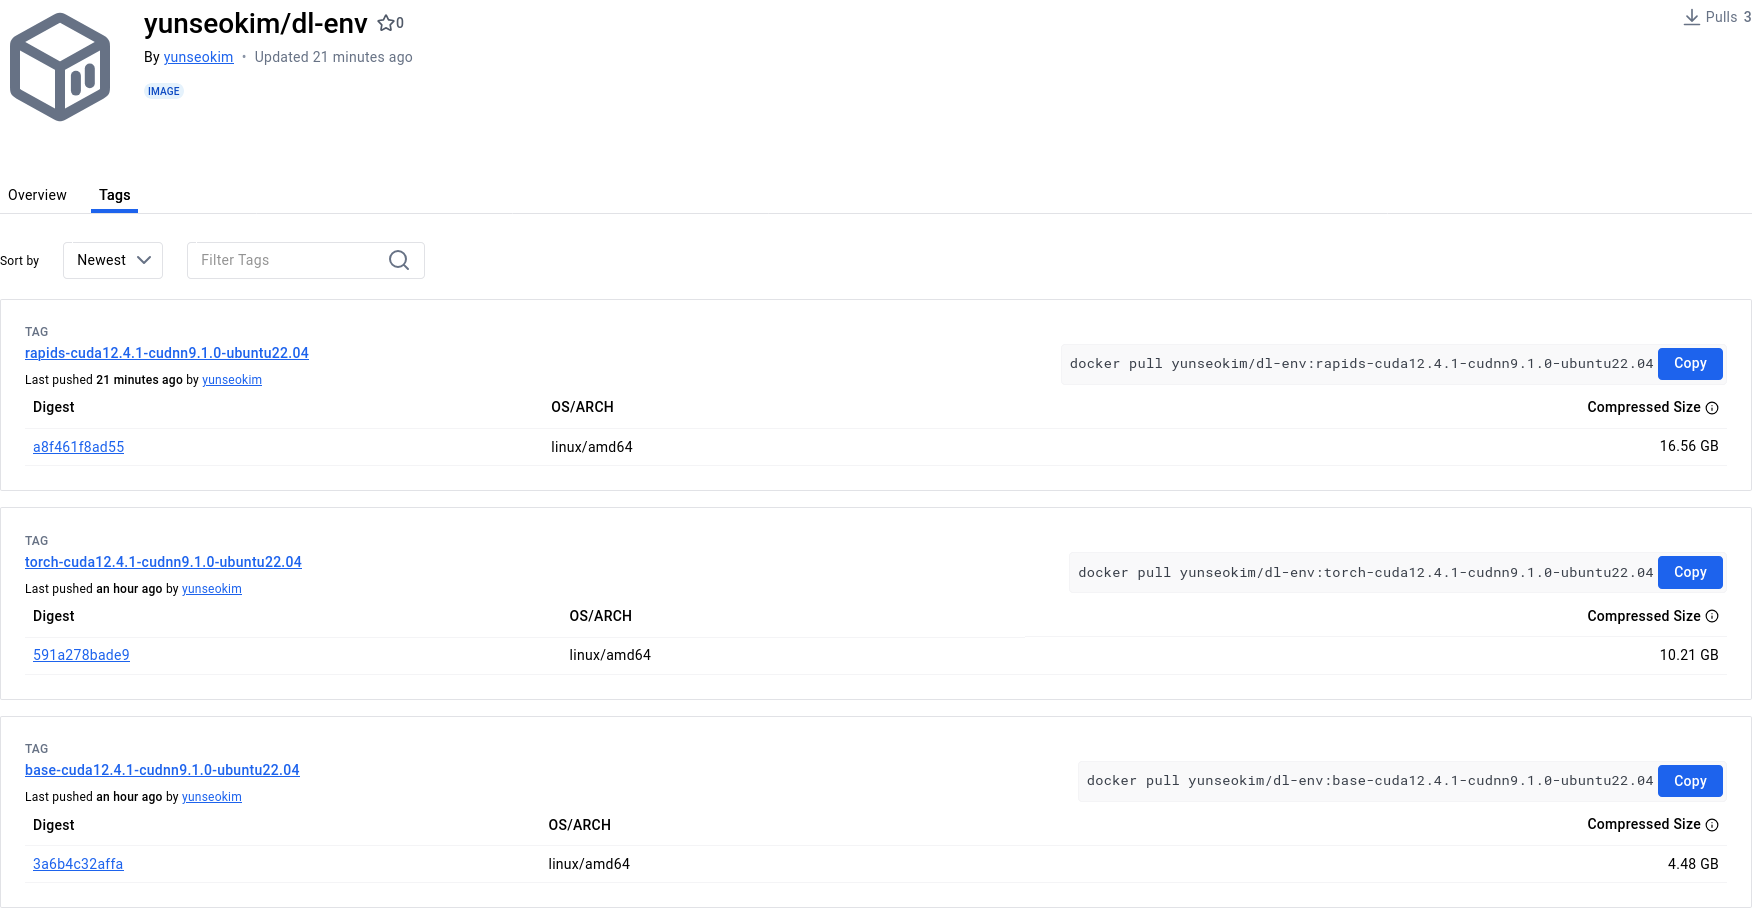 yunseokim/dl-env 0
Pulls 3
By yunseokim • Updated 21 minutes ago
IMAGE
Overview Tags
Sort by Newest Filter Tags
TAG
rapids-cuda12.4.1-cudnn9.1.0-ubuntu22.04
docker pull yunseokim/dl-env:rapids-cuda12.4.1-cudnn9.1.0-ubuntu22.04 Copy
Last pushed 21 minutes ago by yunseokim
Digest OS/ARCH Compressed Size
a8f461f8ad55 linux/amd64 16.56 GB
TAG
torch-cuda12.4.1-cudnn9.1.0-ubuntu22.04
docker pull yunseokim/dl-env:torch-cuda12.4.1-cudnn9.1.0-ubuntu22.04 Copy
Last pushed an hour ago by yunseokim
Digest OS/ARCH Compressed Size
591a278bade9 linux/amd64 10.21 GB
TAG
base-cuda12.4.1-cudnn9.1.0-ubuntu22.04
docker pull yunseokim/dl-env:base-cuda12.4.1-cudnn9.1.0-ubuntu22.04 Copy
Last pushed an hour ago by yunseokim
Digest OS/ARCH Compressed Size
3a6b4c32affa linux/amd64 4.48 GB